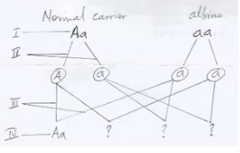 Normal carrier albino
I Aa aa
II
A a a a
III
IV Aa ? ? ?